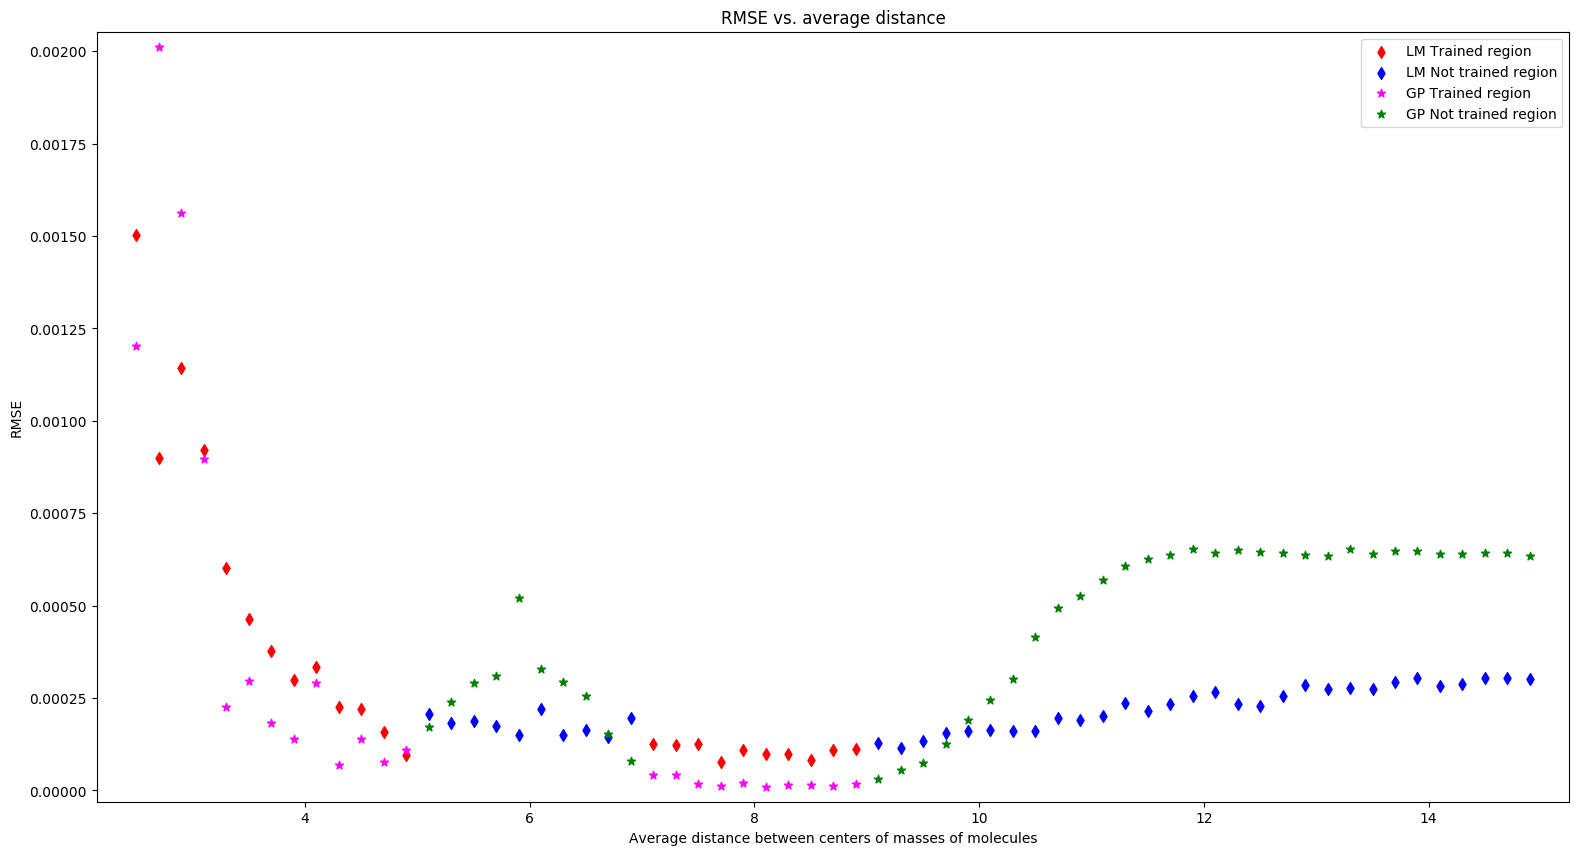 RMSE vs. average distance
LM Trained region
LM Not trained region
GP Trained region
GP Not trained region
RMSE
0.00200
0.00175
0.00150
0.00125
0.00100
0.00075
0.00050
0.00025
0.00000
4
6
8
10
12
14
Average distance between centers of masses of molecules